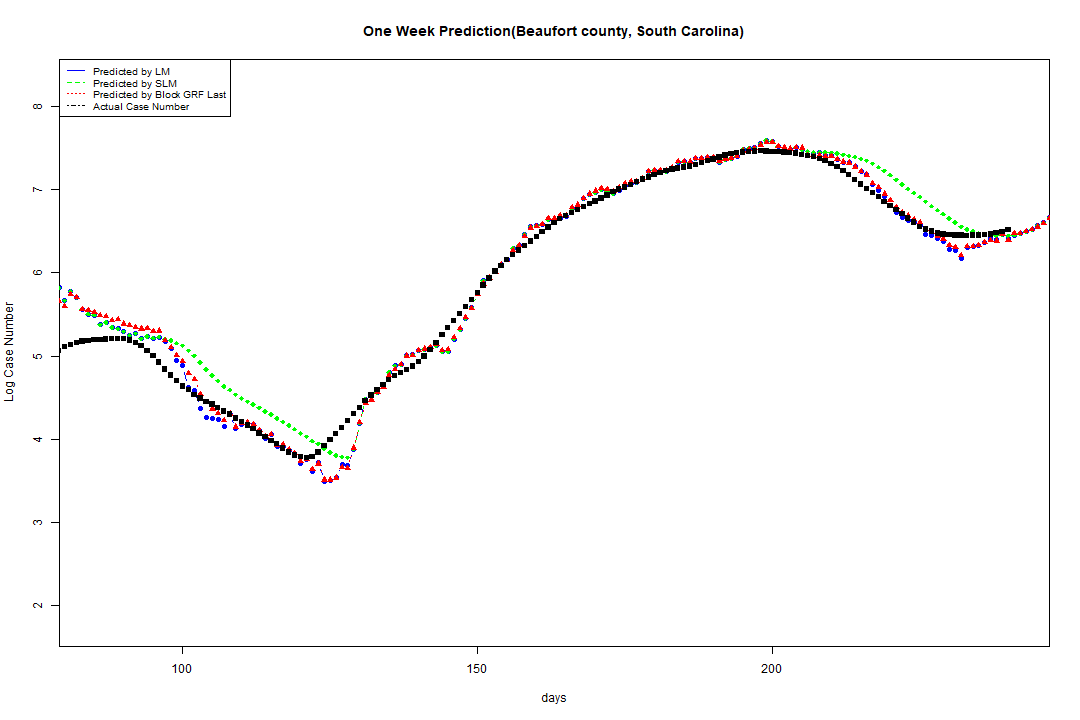 One Week Prediction(Beaufort county, South Carolina)
Predicted by LM
Predicted by SLM
Predicted by Block GRF Last
Actual Case Number
8
7
6
5
4
3
2
Log Case Number
100 150 200
days